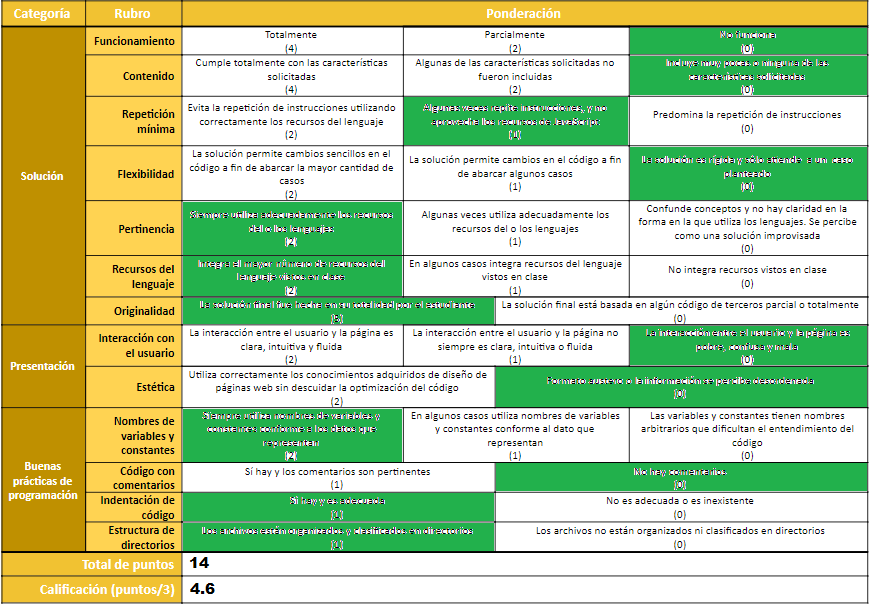 Categoría
Rubro
Ponderación
Solución
Funcionamiento
Totalmente
(4)
Parcialmente
(2)
No funciona
(0)
Contenido
Cumple totalmente con las características
solicitadas
(4)
Algunas de las características solicitadas no
fueron incluidas
(2)
Incluye muy pocas o ninguna de las
características solicitadas
(0)
Repetición
mínima
Evita la repetición de instrucciones utilizando
correctamente los recursos del lenguaje
(2)
Algunas veces repite instrucciones, y no
aprovecha los recursos de JavaScript
(1)
Predomina la repetición de instrucciones
(0)
Flexibilidad
La solución permite cambios sencillos en el
código a fin de abarcar la mayor cantidad de
casos
(2)
La solución permite cambios en el código a fin
de abarcar algunos casos
(1)
La solución es rígida y sólo atiende a un caso
planteado
(0)
Pertinencia
Siempre utiliza adecuadamente los recursos
del o los lenguajes
(2)
Algunas veces utiliza adecuadamente los
recursos del o los lenguajes
(1)
Confunde conceptos y no hay claridad en la
forma en la que utiliza los lenguajes. Se percibe
como una solución improvisada
(0)
Recursos del
lenguaje
Integra el mayor número de recursos del
lenguaje vistos en clase
(2)
En algunos casos integra recursos del lenguaje
vistos en clase
(1)
No integra recursos vistos en clase
(0)
Originalidad
La solución final fue hecha en su totalidad por el estudiante
La solución final está basada en algún código de terceros parcial o totalmente
(0)
Presentación
Interacción con
el usuario
La interacción entre el usuario y la página es
clara, intuitiva y fluida
(2)
La interacción entre el usuario y la página no
siempre es clara, intuitiva o fluida
(1)
La interacción entre el usuario y la página es
pobre, confusa y mala
(0)
Estética
Utiliza correctamente los conocimientos adquiridos de diseño de
páginas web sin descuidar la optimización del código
(2)
Formato austero o la información se percibe desordenada
(0)
Buenas
prácticas de
programación
Nombres de
variables y
constantes
Siempre utiliza nombres de variables y
constantes conforme a los datos que
representan
(2)
En algunos casos utiliza nombres de variables
y constantes conforme al dato que
representan
(1)
Las variables y constantes tienen nombres
arbitrarios que dificultan el entendimiento del
código
(0)
Código con
comentarios
Sí hay y los comentarios son pertinentes
(1)
No hay comentarios
(0)
Indentación de
código
Sí hay y es adecuada
(1)
No es adecuada o es inexistente
(0)
Estructura de
directorios
Los archivos están organizados y clasificados en directorios
(1)
Los archivos no están organizados ni clasificados en directorios
(0)
Total de puntos
14
Calificación (puntos/3)
4.6